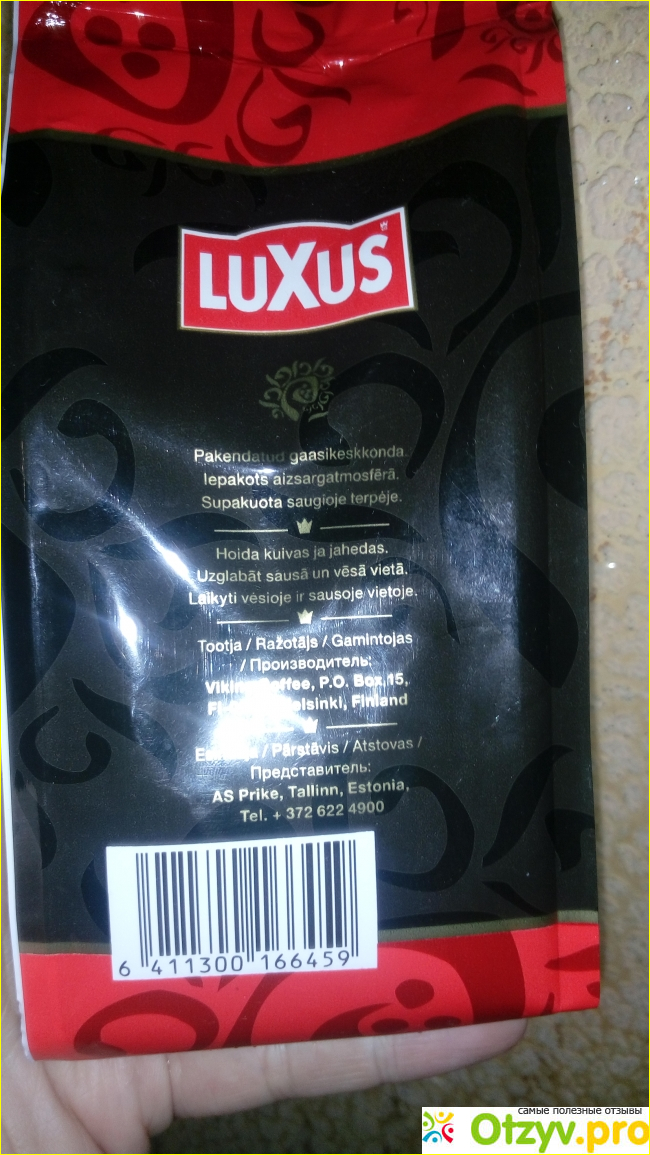 LUXUS
Pakendatud gaasikeskkonda.
Iepakots aizsargatmosfērā.
Supakuota saugioje terpėje.
Hoida kuivas ja jahedas.
Uzglabāt sausā un vēsā vietā.
Laikyti vėsioje ir sausoje vietoje.
Tootja / Ražotājs / Gamintojas
/ Производитель:
Coffee, P.O. Box 15,
Helsinki, Finland
/ Pārstāvis / Atstovas /
Представитель:
AS Prike, Tallinn, Estonia,
Tel. + 372 622 4900
6 411300 166459
самые полезные отзывы
Otzyv.pro